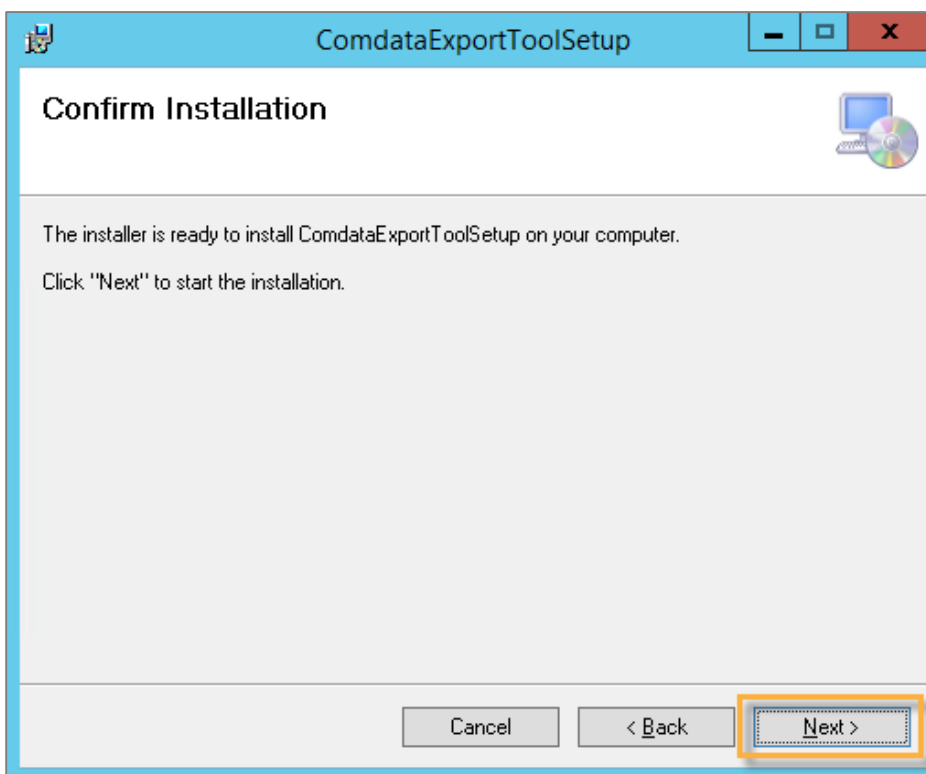 ComdataExportToolSetup
Confirm Installation
The installer is ready to install ComdataExportToolSetup on your computer.
Click "Next" to start the installation.
Cancel
< Back
Next >